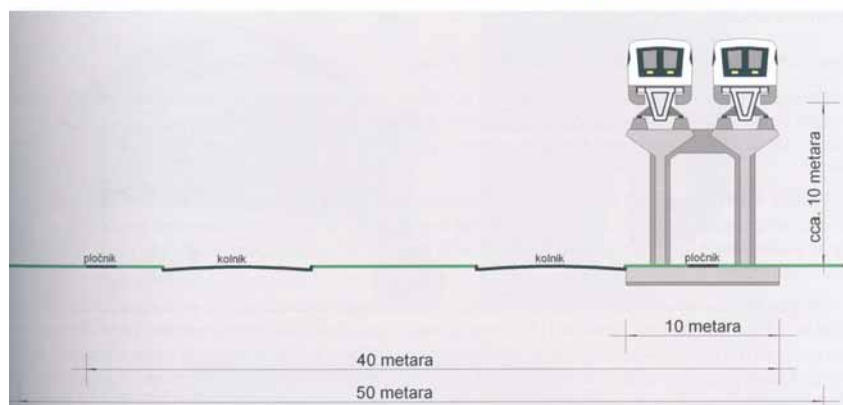 cca. 10 metara
pločnik
kolnik
kolnik
pločnik
10 metara
40 metara
50 metara